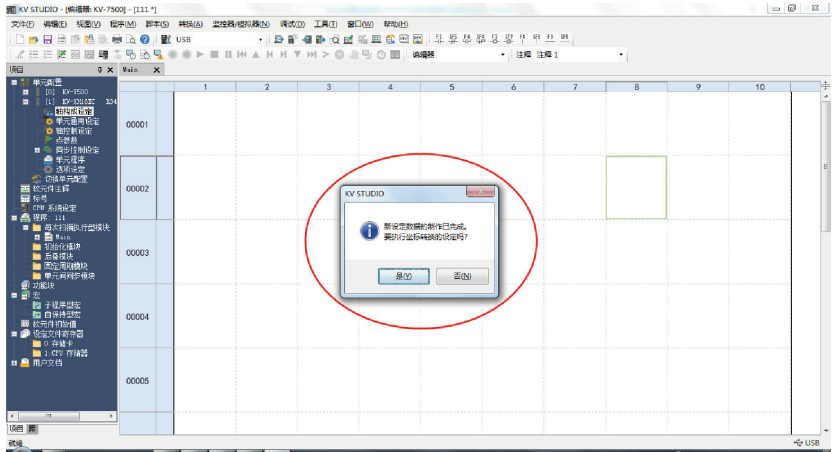 KV STUDIO - [编辑器: KV-7500] - [111 *]
文件(F) 编辑(E) 视图(V) 程序(M) 脚本(S) 转换(A) 监控器/模拟器(N) 调试(D) 工具(T) 窗口(W) 帮助(H)
USB
编辑器 注释 注释 1
项目
Main
单元配置
[0] KV-7500
[1] KV-XH16EC R34
轴构成设定
单元通用设定
轴控制设定
点参数
同步控制设定
单元程序
选项设定
切换单元配置
软元件注释
标号
CPU 系统设定
程序: 111
每次扫描执行型模块
Main
初始化模块
后备模块
固定周期模块
单元间同步模块
功能块
宏
子程序型宏
自保持型宏
软元件初始值
设定文件寄存器
0:存储卡
1:CPU 存储器
用户文档
项目 库
就绪
1 2 3 4 5 6 7 8 9 10
00001
00002
00003
00004
00005
KV STUDIO
新设定数据的制作已完成。
要执行坐标转换的设定吗?
是(Y) 否(N)
USB